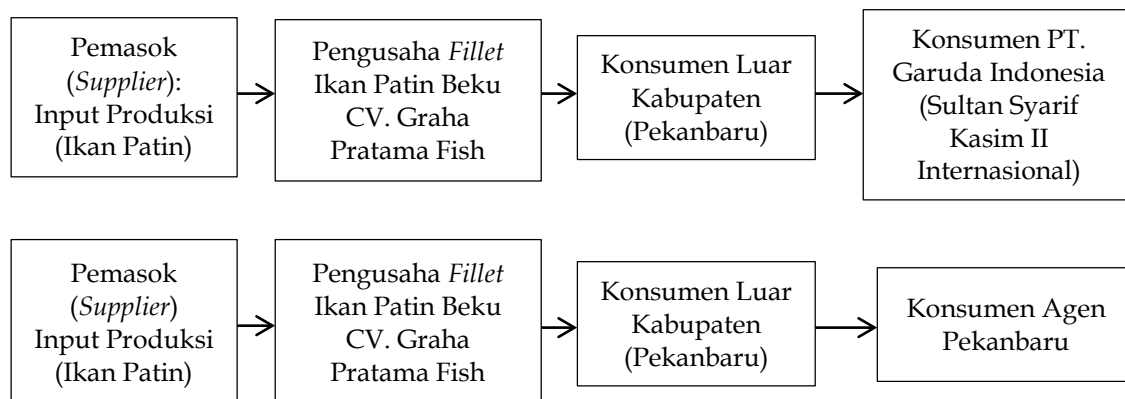 Pemasok
(Supplier):
Input Produksi
(Ikan Patin)
Pengusaha Fillet
Ikan Patin Beku
CV. Graha
Pratama Fish
Konsumen Luar
Kabupaten
(Pekanbaru)
Konsumen PT.
Garuda Indonesia
(Sultan Syarif
Kasim II
Internasional)
Pemasok
(Supplier)
Input Produksi
(Ikan Patin)
Pengusaha Fillet
Ikan Patin Beku
CV. Graha
Pratama Fish
Konsumen Luar
Kabupaten
(Pekanbaru)
Konsumen Agen
Pekanbaru